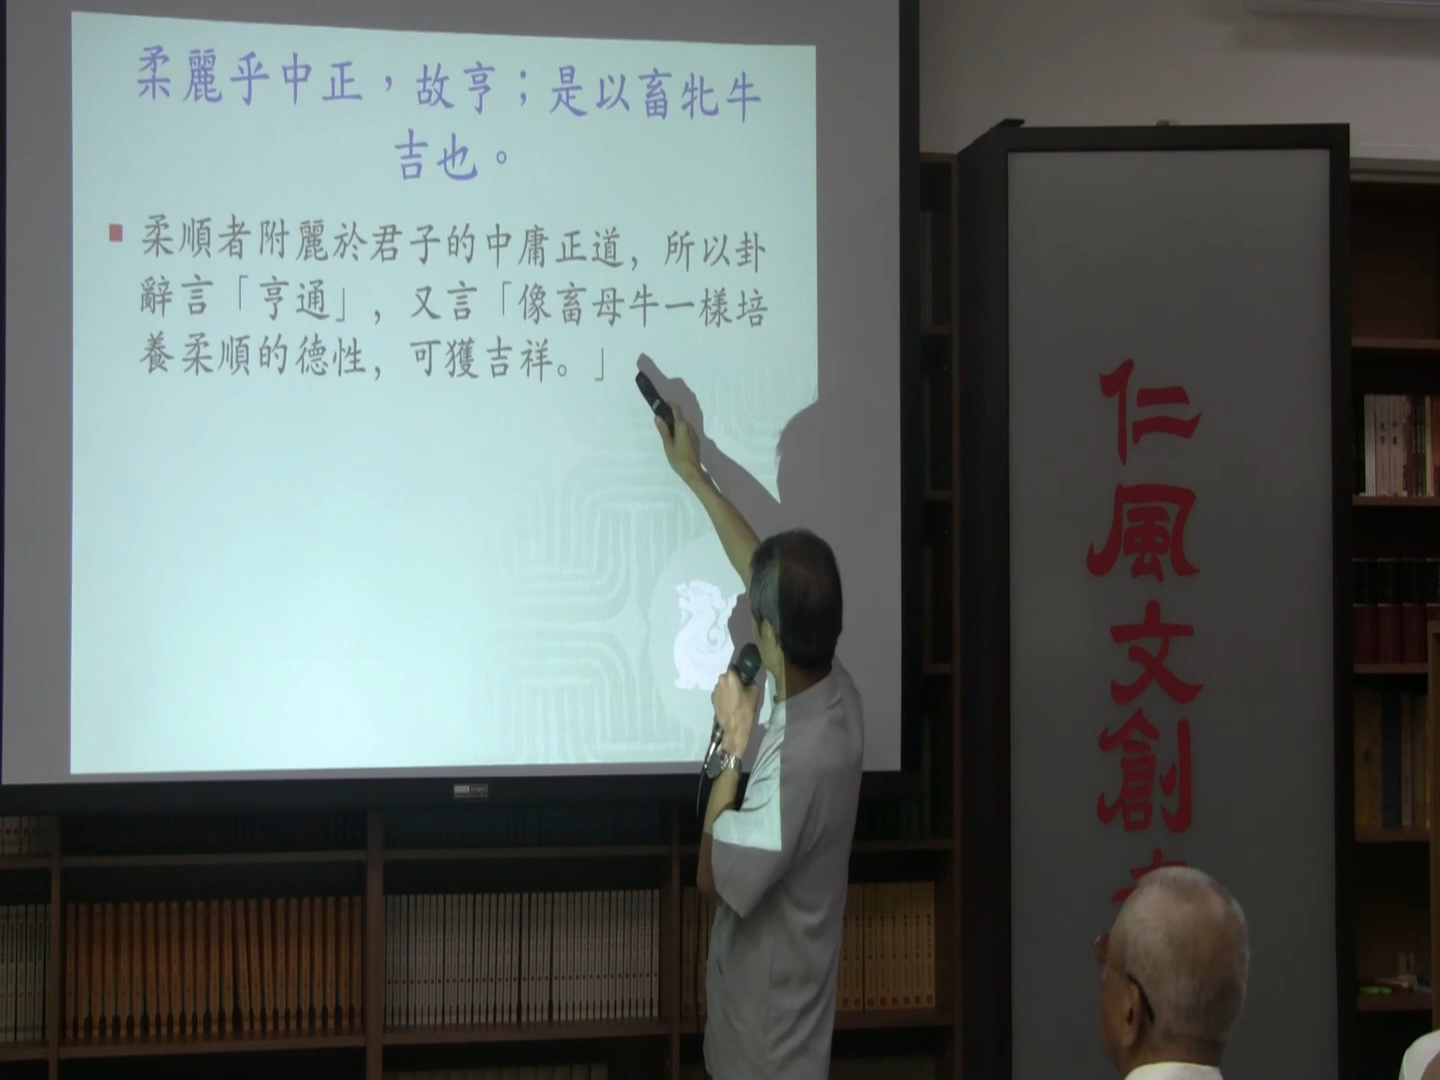 柔麗乎中正，故亨；是以畜牝牛
吉也。
柔順者附麗於君子的中庸正道，所以卦
辭言「亨通」，又言「像畜母牛一樣培
養柔順的德性，可獲吉祥。」
仁風文創